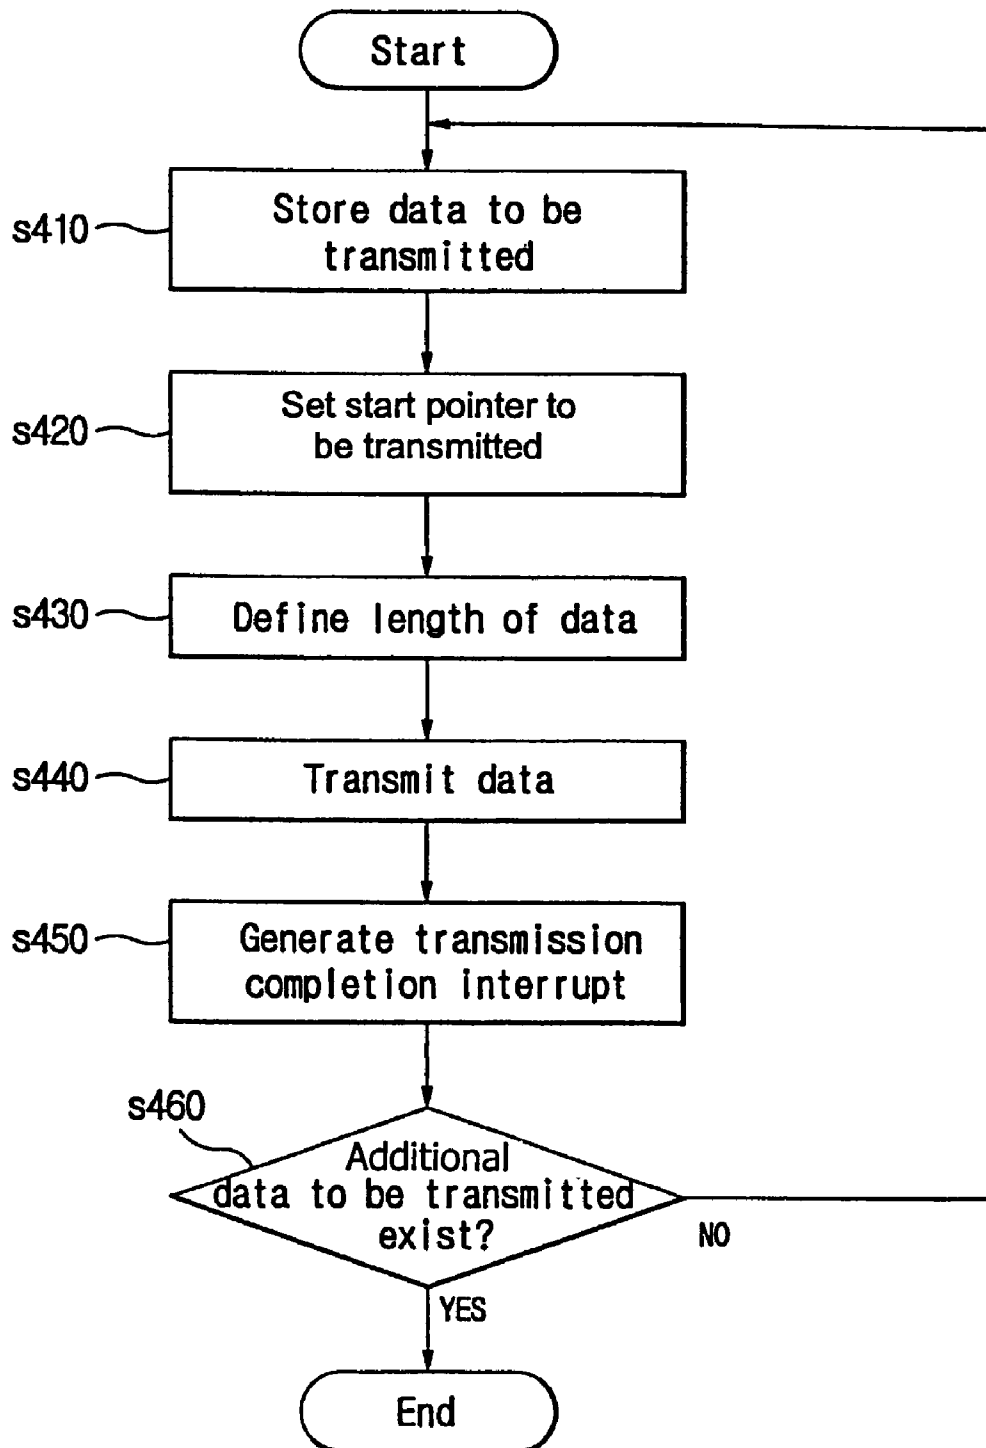 Start
s410
Store data to be
transmitted
s420
Set start pointer to
be transmitted
s430
Define length of data
s440
Transmit data
s450
Generate transmission
completion interrupt
s460
Additional
data to be transmitted
exist?
NO
YES
End